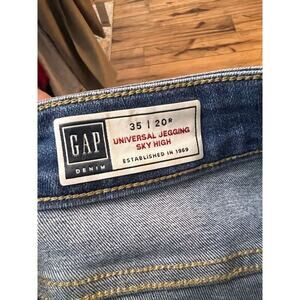 GAP
DENIM
35 | 20R
UNIVERSAL JEGGING
SKY HIGH
ESTABLISHED IN 1969